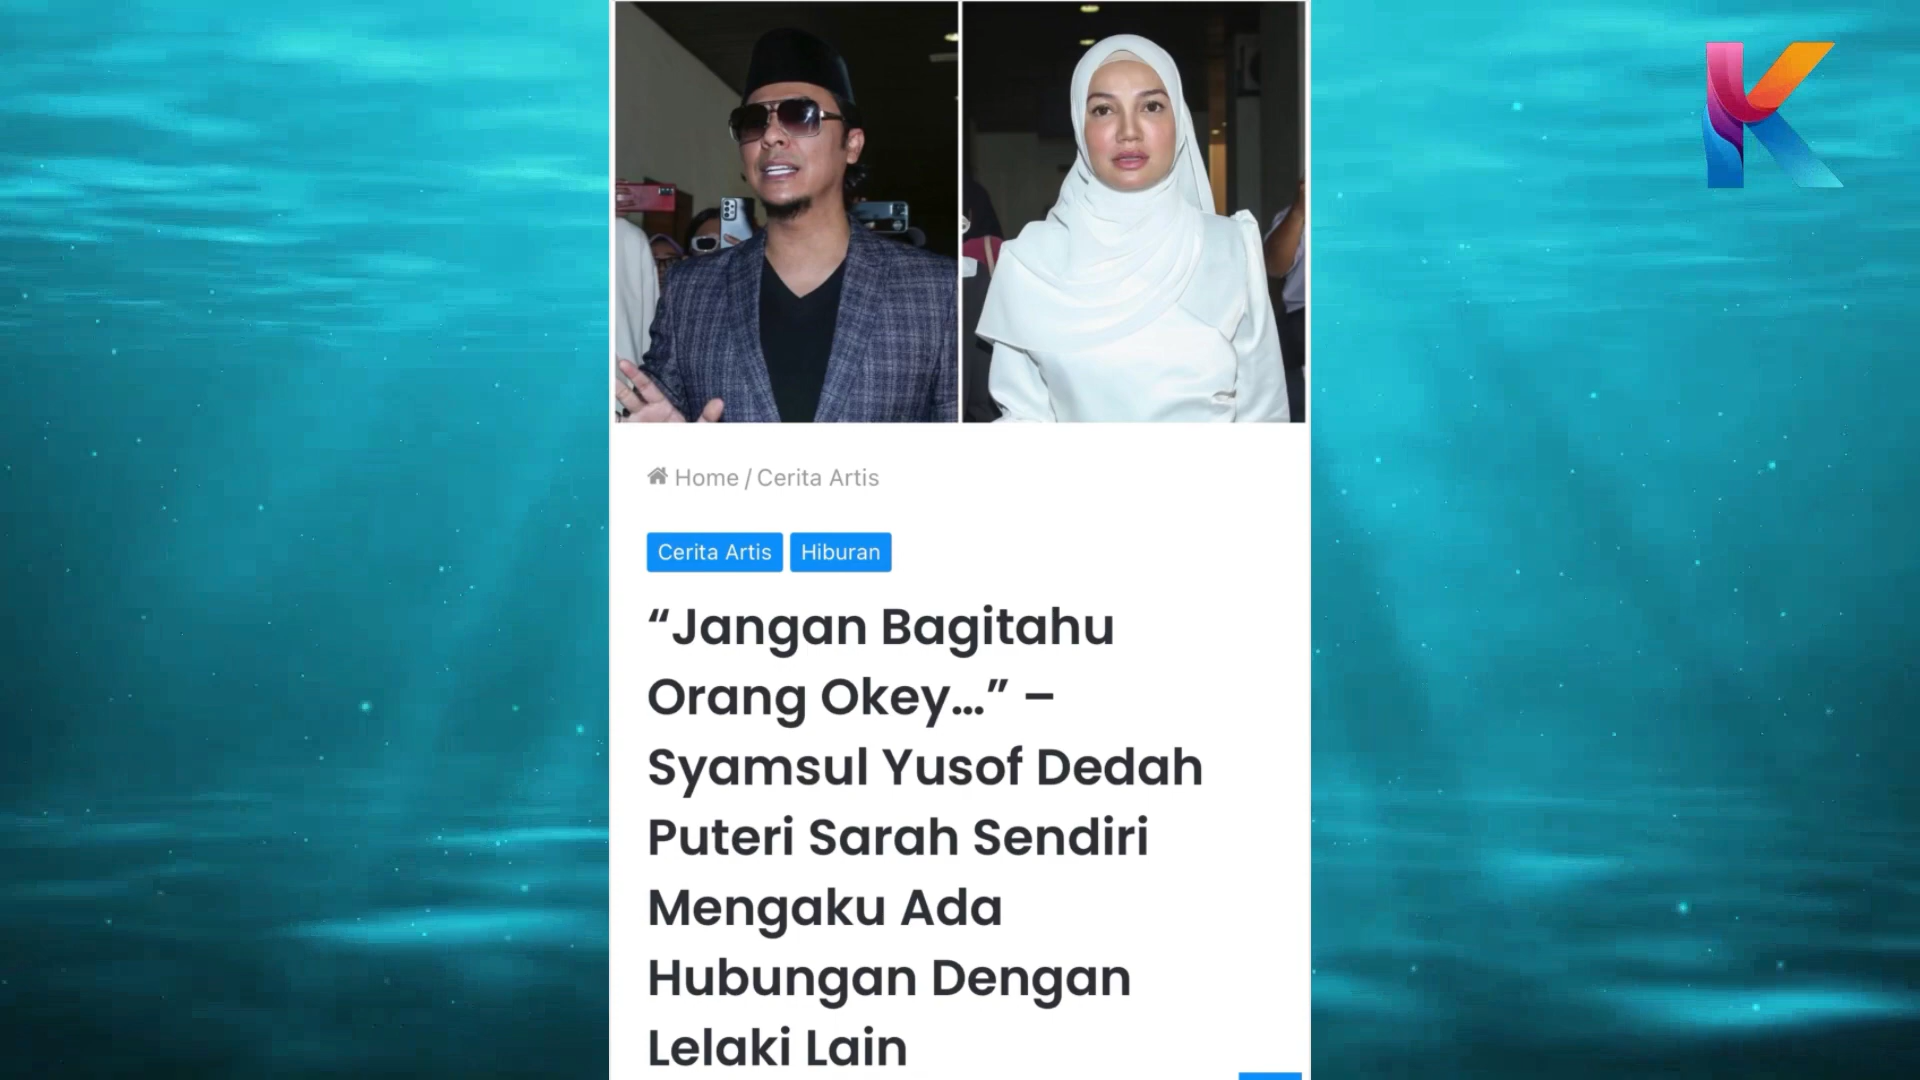 Home / Cerita Artis
Cerita Artis Hiburan
“Jangan Bagitahu
Orang Okey...” –
Syamsul Yusof Dedah
Puteri Sarah Sendiri
Mengaku Ada
Hubungan Dengan
Lelaki Lain